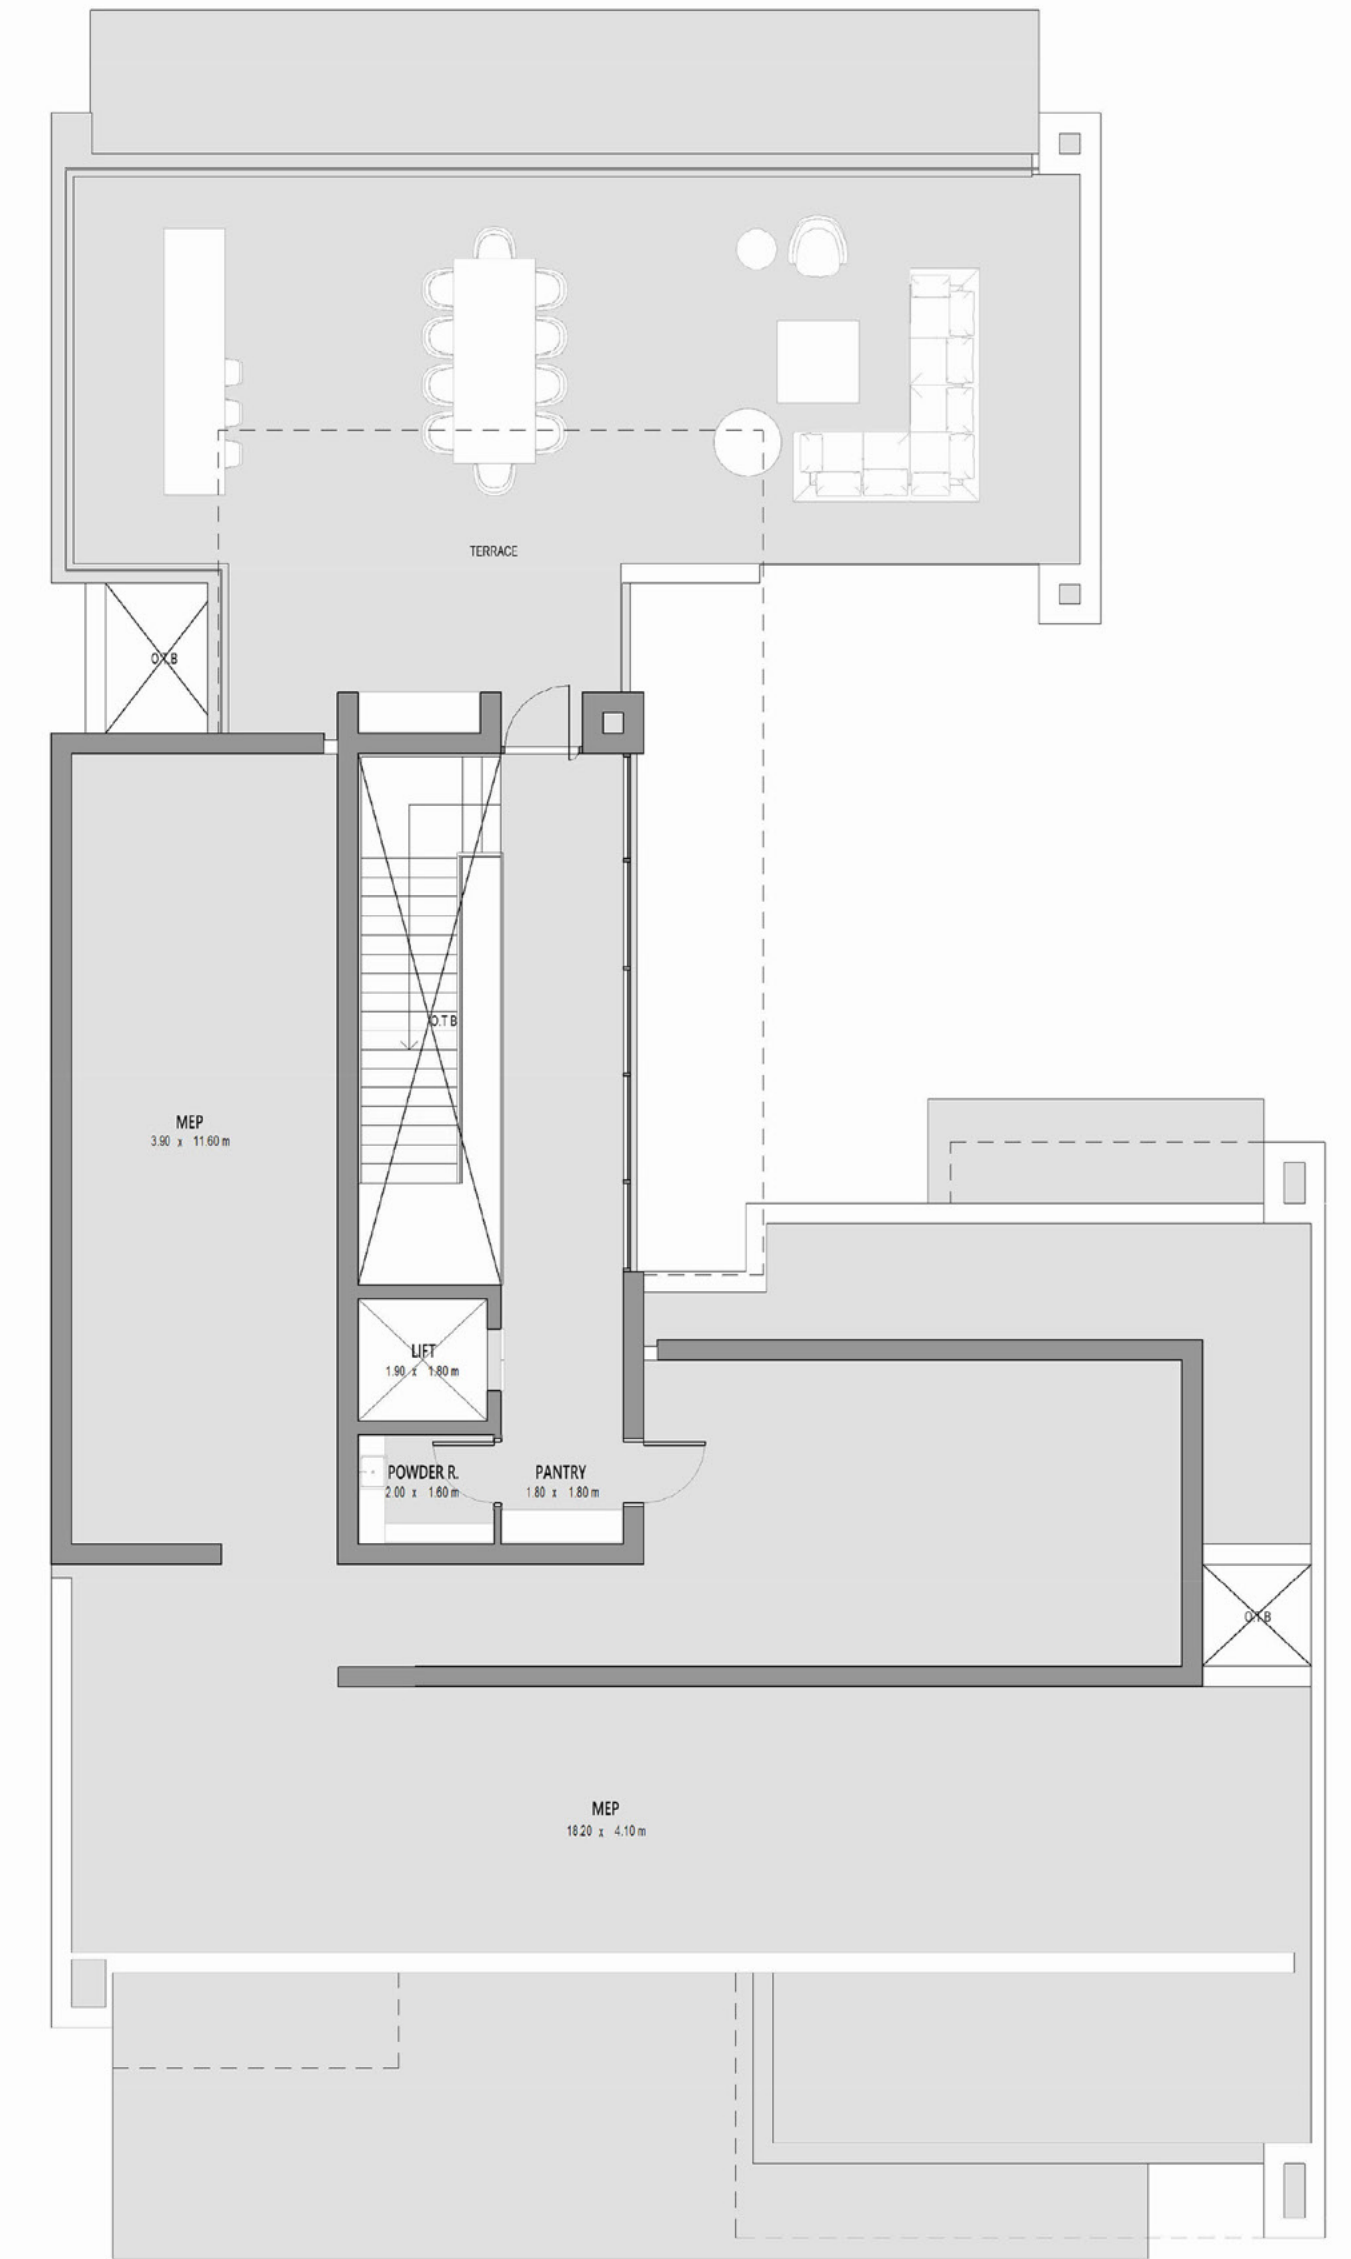 TERRACE
O.T.B
O.T.B
MEP
3.90 x 11.60 m
LIFT
1.90 x 1.80 m
POWDER R.
2.00 x 1.60 m
PANTRY
1.80 x 1.80 m
O.T.B
MEP
18.20 x 4.10 m